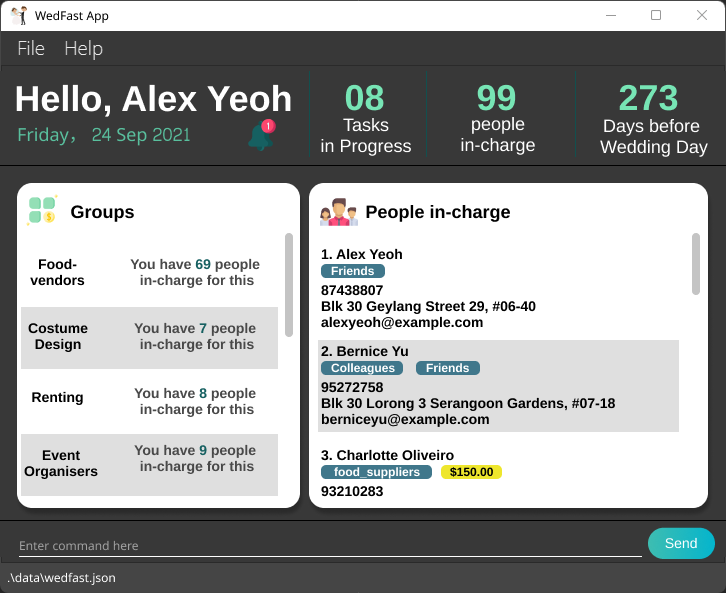 WedFast App
File Help
Hello, Alex Yeoh
Friday, 24 Sep 2021
1
08
Tasks
in Progress
99
people
in-charge
273
Days before
Wedding Day
Groups
Food-
vendors
You have 69 people
in-charge for this
Costume
Design
You have 7 people
in-charge for this
Renting
You have 8 people
in-charge for this
Event
Organisers
You have 9 people
in-charge for this
People in-charge
1. Alex Yeoh
Friends
87438807
Blk 30 Geylang Street 29, #06-40
alexyeoh@example.com
2. Bernice Yu
Colleagues Friends
95272758
Blk 30 Lorong 3 Serangoon Gardens, #07-18
berniceyu@example.com
3. Charlotte Oliveiro
food_suppliers $150.00
93210283
Enter command here
Send
.\data\wedfast.json